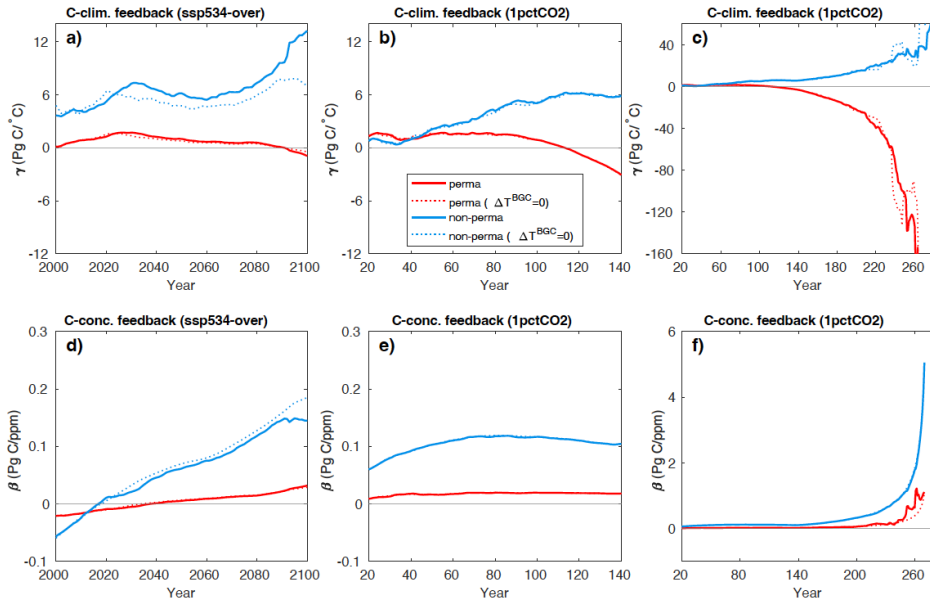 C-clim. feedback (ssp534-over)
C-clim. feedback (1pctCO2)
C-clim. feedback (1pctCO2)
a)
b)
c)
γ (Pg C/° C)
12
6
0
-6
-12
2000 2020 2040 2060 2080 2100
Year
γ (Pg C/° C)
12
6
0
-6
-12
perma
perma ( ΔT^BGC=0)
non-perma
non-perma ( ΔT^BGC=0)
20 40 60 80 100 120 140
Year
γ (Pg C/° C)
40
0
-40
-80
-120
-160
20 60 100 140 180 220 260
Year
C-conc. feedback (ssp534-over)
C-conc. feedback (1pctCO2)
C-conc. feedback (1pctCO2)
d)
e)
f)
β (Pg C/ppm)
0.3
0.2
0.1
0
-0.1
2000 2020 2040 2060 2080 2100
Year
β (Pg C/ppm)
0.3
0.2
0.1
0
-0.1
20 40 60 80 100 120 140
Year
β (Pg C/ppm)
6
4
2
0
20 80 140 200 260
Year